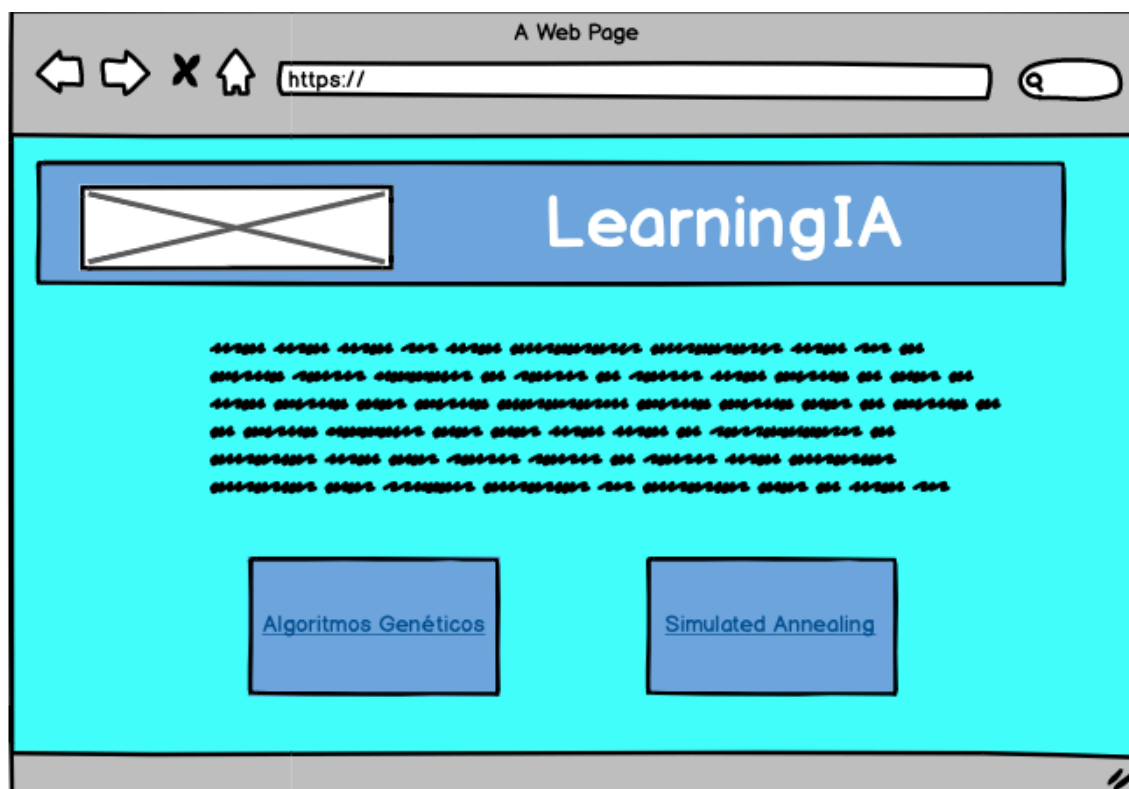 A Web Page
https://
LearningIA
Algoritmos Genéticos
Simulated Annealing